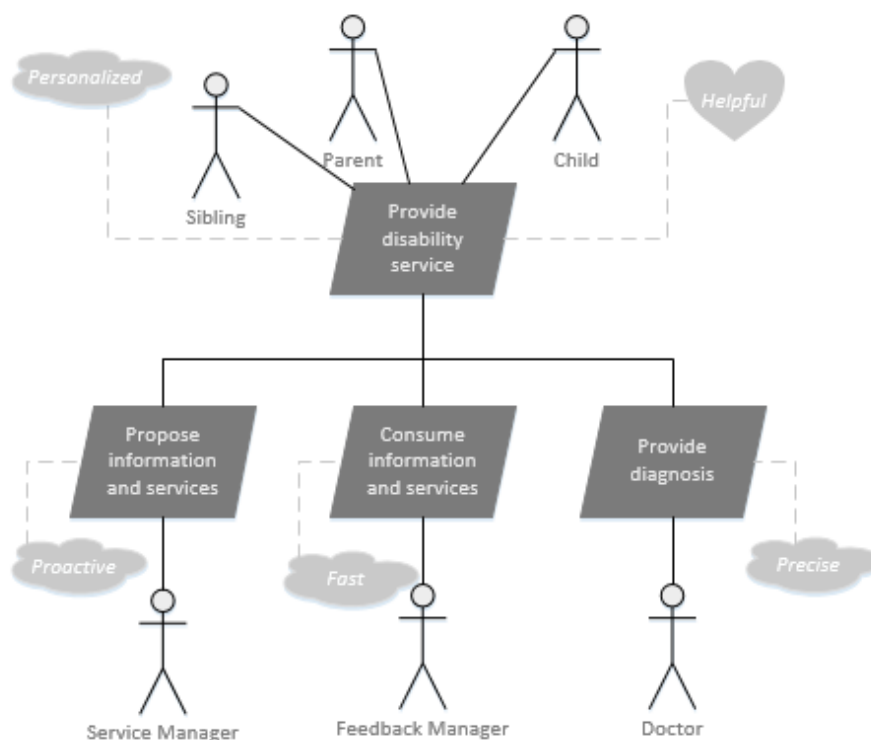 Personalized
Helpful
Parent
Child
Sibling
Provide
disability
service
Propose
information
and services
Consume
information
and services
Provide
diagnosis
Proactive
Fast
Precise
Service Manager
Feedback Manager
Doctor